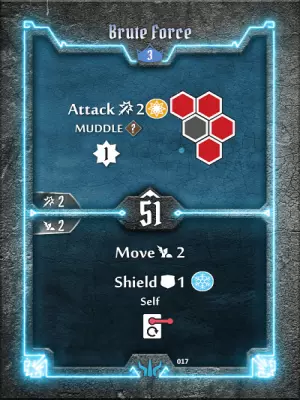 Brute Force
3
Attack 2
MUDDLE ?
1
2
51
2
Move 2
Shield 1
Self
017